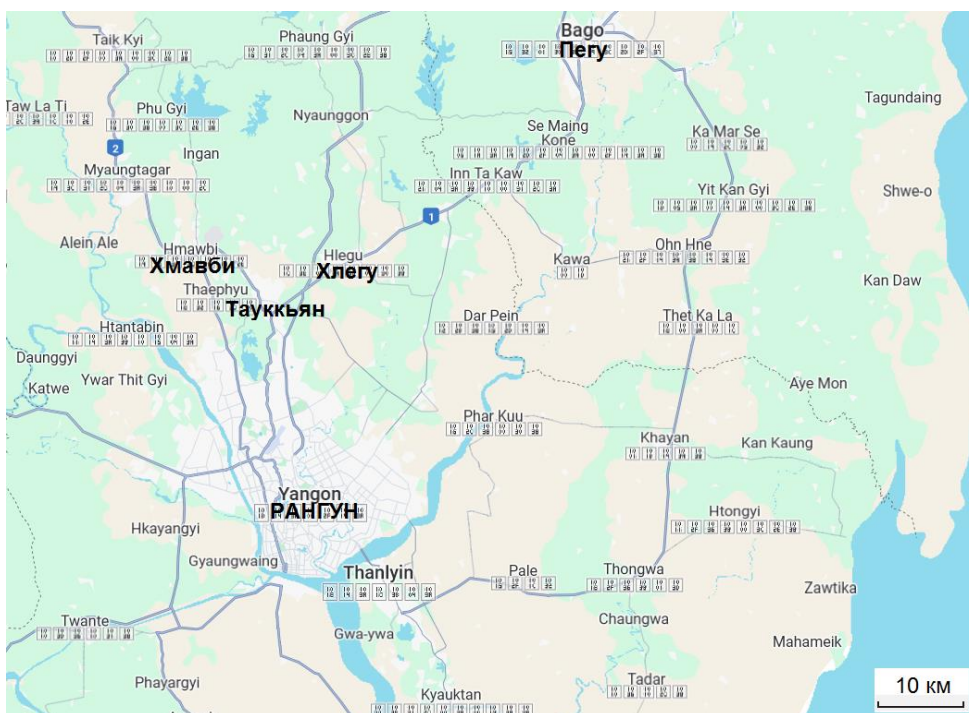 Taik Kyi
Phaung Gyi
Bago
Пегу
Taw La Ti
Phu Gyi
Nyaunggon
Tagundaing
Se Maing
Kone
Ka Mar Se
2
Ingan
Myaungtagar
Inn Ta Kaw
Yit Kan Gyi
Shwe-o
1
Alein Ale
Hmawbi
Хмавби
Hlegu
Хлегу
Kawa
Ohn Hne
Kan Daw
Thaephyu
Тауккьян
Htantabin
Dar Pein
Thet Ka La
Daunggyi
Katwe
Ywar Thit Gyi
Aye Mon
Phar Kuu
Khayan
Kan Kaung
Yangon
РАНГУН
Hkayangyi
Htongyi
Gyaungwaing
Thanlyin
Pale
Thongwa
Zawtika
Twante
Gwa-ywa
Chaungwa
Mahameik
Phayargyi
Kyauktan
Tadar
10 км